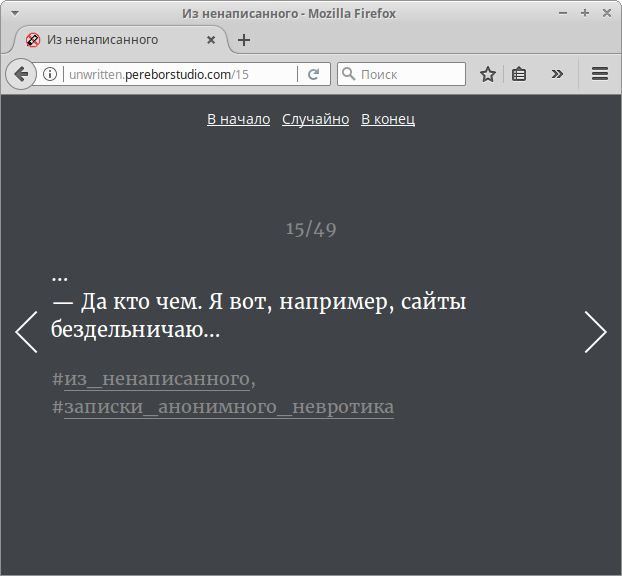 Из ненаписанного - Mozilla Firefox
Из ненаписанного
unwritten.pereborstudio.com/15
Поиск
В начало Случайно В конец
15/49
...
— Да кто чем. Я вот, например, сайты
бездельничаю...
#из_ненаписанного,
#записки_анонимного_невротика